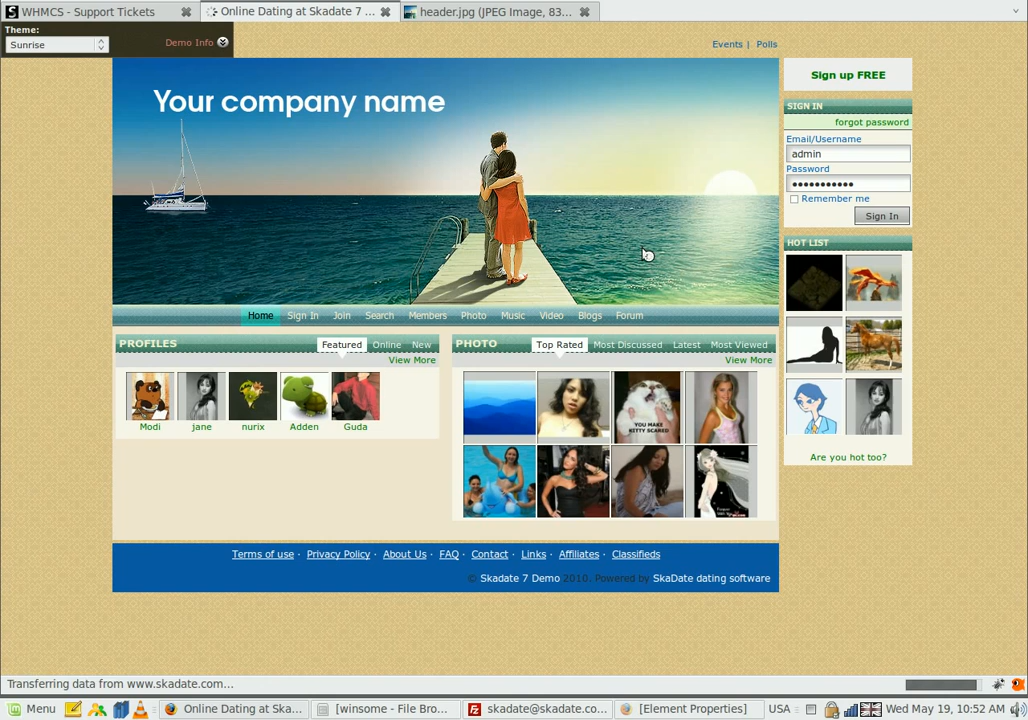 WHMCS - Support Tickets
Online Dating at Skadate 7 ...
header.jpg (JPEG Image, 83...
Theme:
Sunrise
Demo Info
Events | Polls
Your company name
Sign up FREE
SIGN IN
forgot password
Email/Username
admin
Password
Remember me
Sign In
HOT LIST
Are you hot too?
Home Sign In Join Search Members Photo Music Video Blogs Forum
PROFILES Featured Online New
View More
Modi jane nurix Adden Guda
PHOTO Top Rated Most Discussed Latest Most Viewed
View More
YOU MAKE
KITTY SCARED
Terms of use · Privacy Policy · About Us · FAQ · Contact · Links · Affiliates · Classifieds
© Skadate 7 Demo 2010. Powered by SkaDate dating software
Transferring data from www.skadate.com...
Menu Online Dating at Ska... [winsome - File Bro... skadate@skadate.co... [Element Properties] USA Wed May 19, 10:52 AM